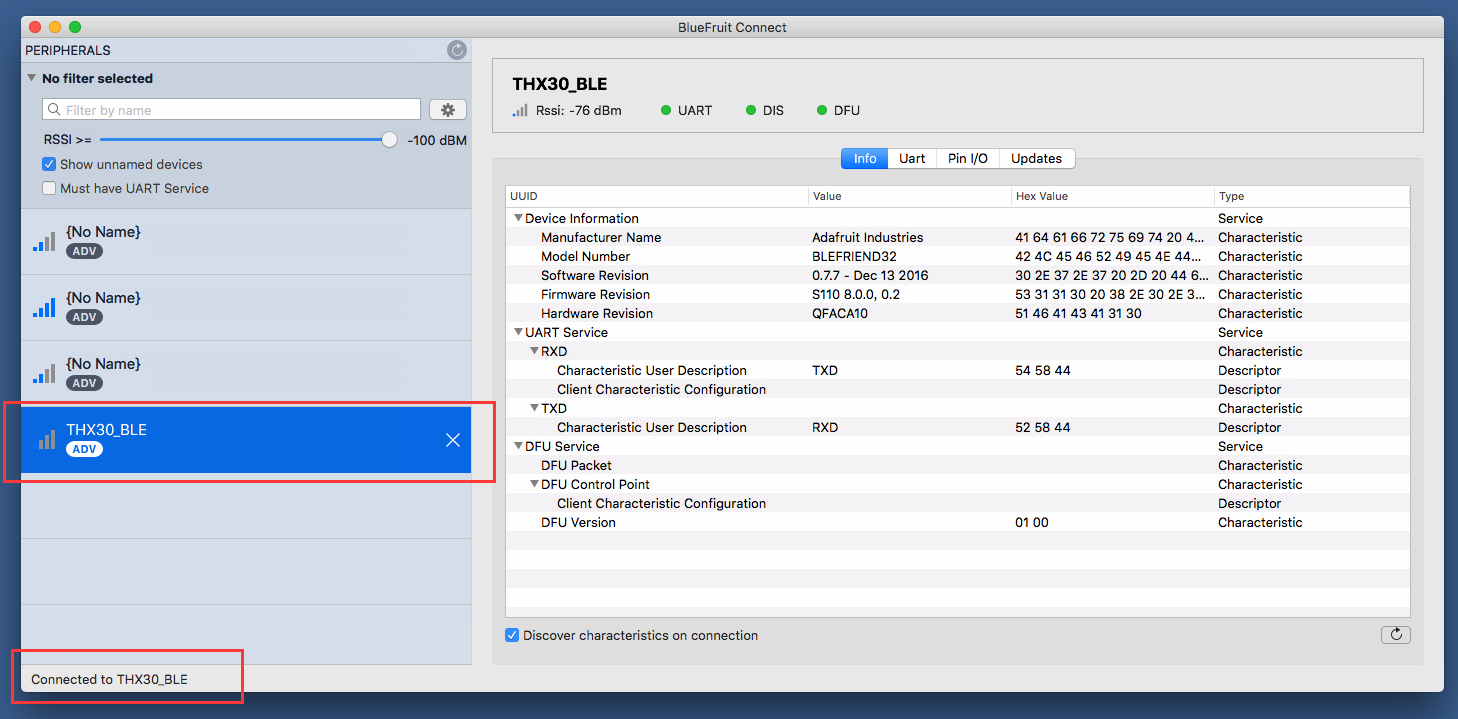 BlueFruit Connect
PERIPHERALS
No filter selected
Filter by name
RSSI >= -100 dBM
Show unnamed devices
Must have UART Service
{No Name}
ADV
{No Name}
ADV
{No Name}
ADV
THX30_BLE
ADV
Connected to THX30_BLE
THX30_BLE
Rssi: -76 dBm UART DIS DFU
Info Uart Pin I/O Updates
UUID Value Hex Value Type
Device Information Service
Manufacturer Name Adafruit Industries 41 64 61 66 72 75 69 74 20 4... Characteristic
Model Number BLEFRIEND32 42 4C 45 46 52 49 45 4E 44... Characteristic
Software Revision 0.7.7 - Dec 13 2016 30 2E 37 2E 37 20 2D 20 44 6... Characteristic
Firmware Revision S110 8.0.0, 0.2 53 31 31 30 20 38 2E 30 2E 3... Characteristic
Hardware Revision QFACA10 51 46 41 43 41 31 30 Characteristic
UART Service Service
RXD Characteristic
Characteristic User Description TXD 54 58 44 Descriptor
Client Characteristic Configuration Descriptor
TXD Characteristic
Characteristic User Description RXD 52 58 44 Descriptor
DFU Service Service
DFU Packet Characteristic
DFU Control Point Characteristic
Client Characteristic Configuration Descriptor
DFU Version 01 00 Characteristic
Discover characteristics on connection